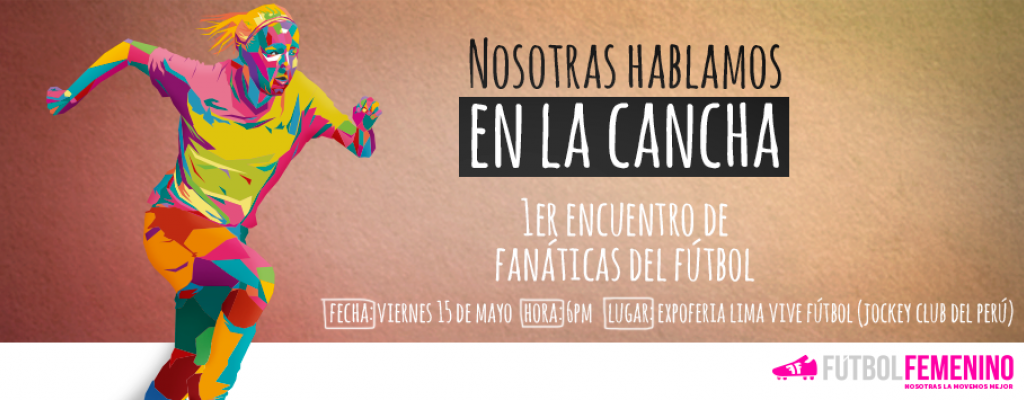 NOSOTRAS HABLAMOS
EN LA CANCHA
1ER ENCUENTRO DE
FANÁTICAS DEL FÚTBOL
FECHA: VIERNES 15 DE MAYO HORA: 6PM LUGAR: EXPOFERIA LIMA VIVE FÚTBOL (JOCKEY CLUB DEL PERÚ)
FÚTBOLFEMENINO
NOSOTRAS LA MOVEMOS MEJOR